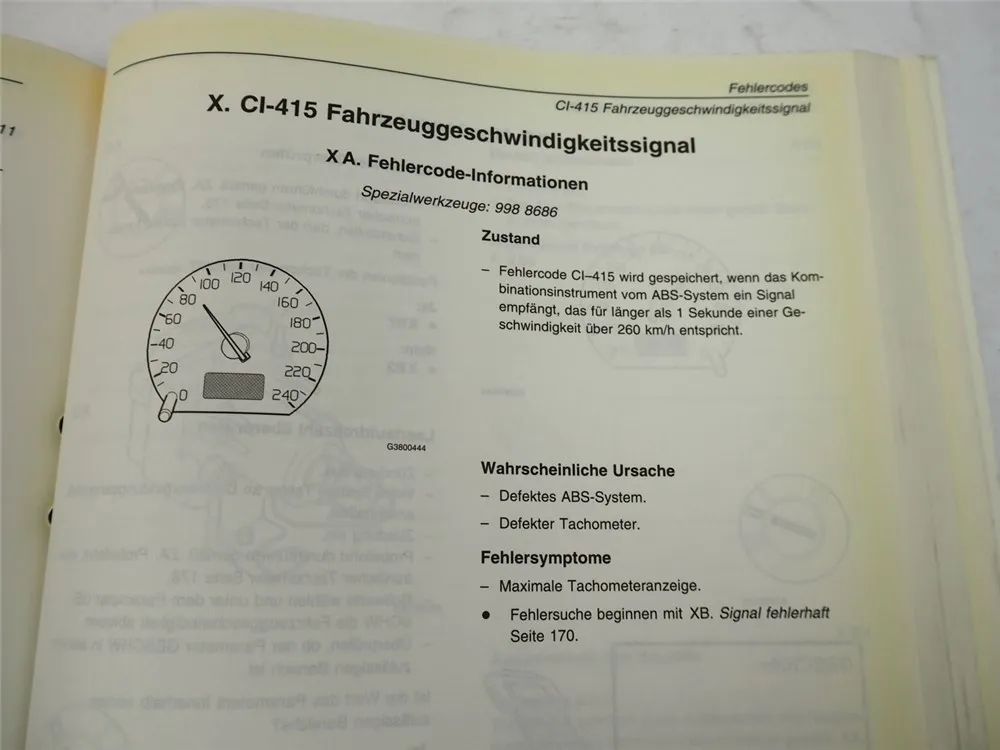 11
Fehlercodes
CI-415 Fahrzeuggeschwindigkeitssignal
X. CI-415 Fahrzeuggeschwindigkeitssignal
X A. Fehlercode-Informationen
Spezialwerkzeuge: 998 8686
0
20
40
60
80
100
120
140
160
180
200
220
240
G3800444
Zustand
– Fehlercode CI–415 wird gespeichert, wenn das Kom-
binationsinstrument vom ABS-System ein Signal
empfängt, das für länger als 1 Sekunde einer Ge-
schwindigkeit über 260 km/h entspricht.
Wahrscheinliche Ursache
– Defektes ABS-System.
– Defekter Tachometer.
Fehlersymptome
– Maximale Tachometeranzeige.
● Fehlersuche beginnen mit XB. Signal fehlerhaft
Seite 170.